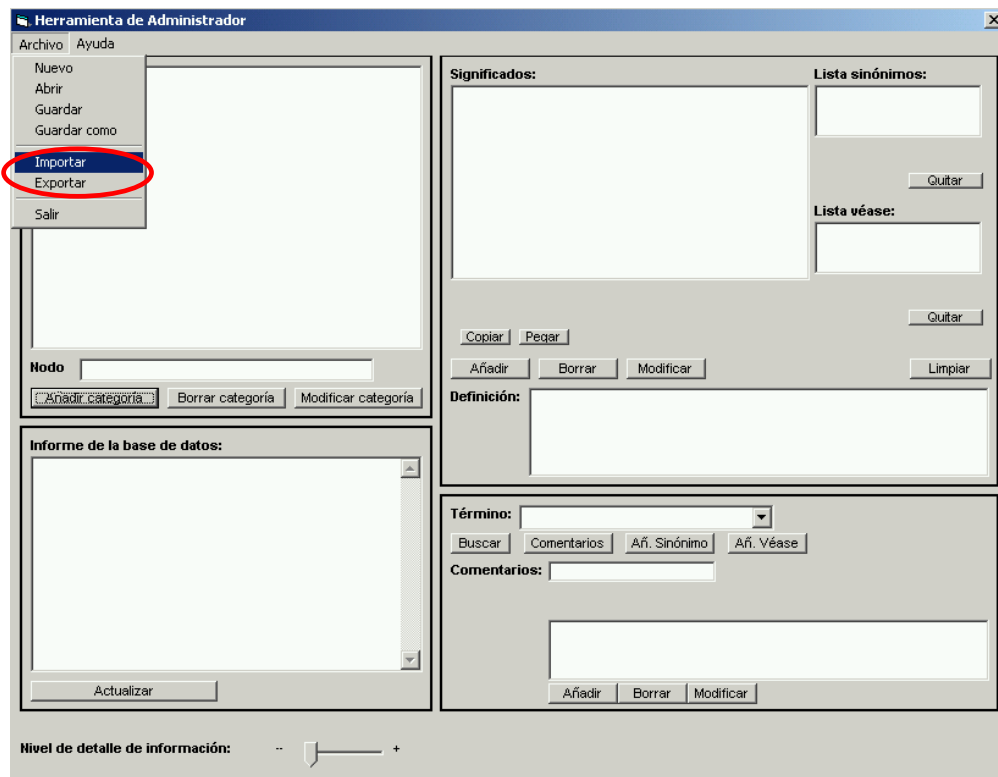 Herramienta de Administrador
Archivo Ayuda
Nuevo
Abrir
Guardar
Guardar como
Importar
Exportar
Salir
Nodo
Añadir categoría Borrar categoría Modificar categoría
Informe de la base de datos:
Actualizar
Significados:
Lista sinónimos:
Quitar
Lista véase:
Quitar
Copiar Pegar
Añadir Borrar Modificar Limpiar
Definición:
Término:
Buscar Comentarios Añ. Sinónimo Añ. Véase
Comentarios:
Añadir Borrar Modificar
Nivel de detalle de información: -- +